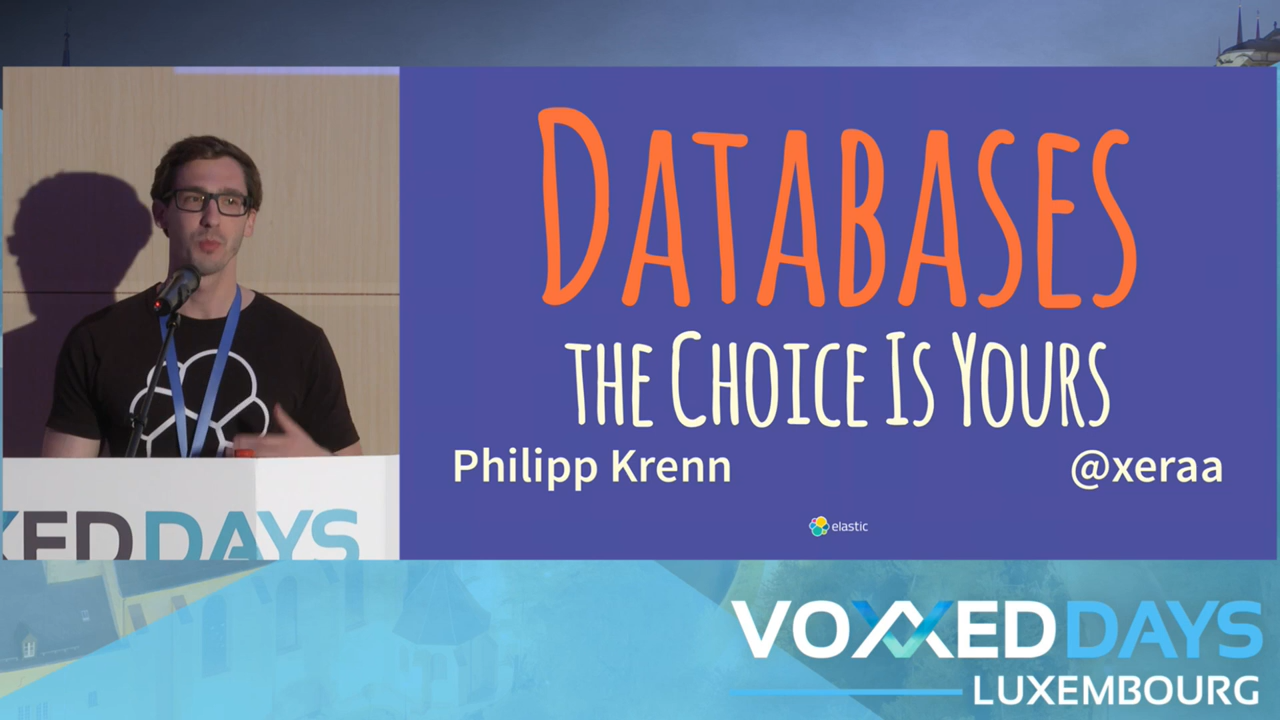 DATABASES
THE CHOICE IS YOURS
Philipp Krenn
@xeraa
elastic
XED DAYS
VOXXED DAYS
LUXEMBOURG